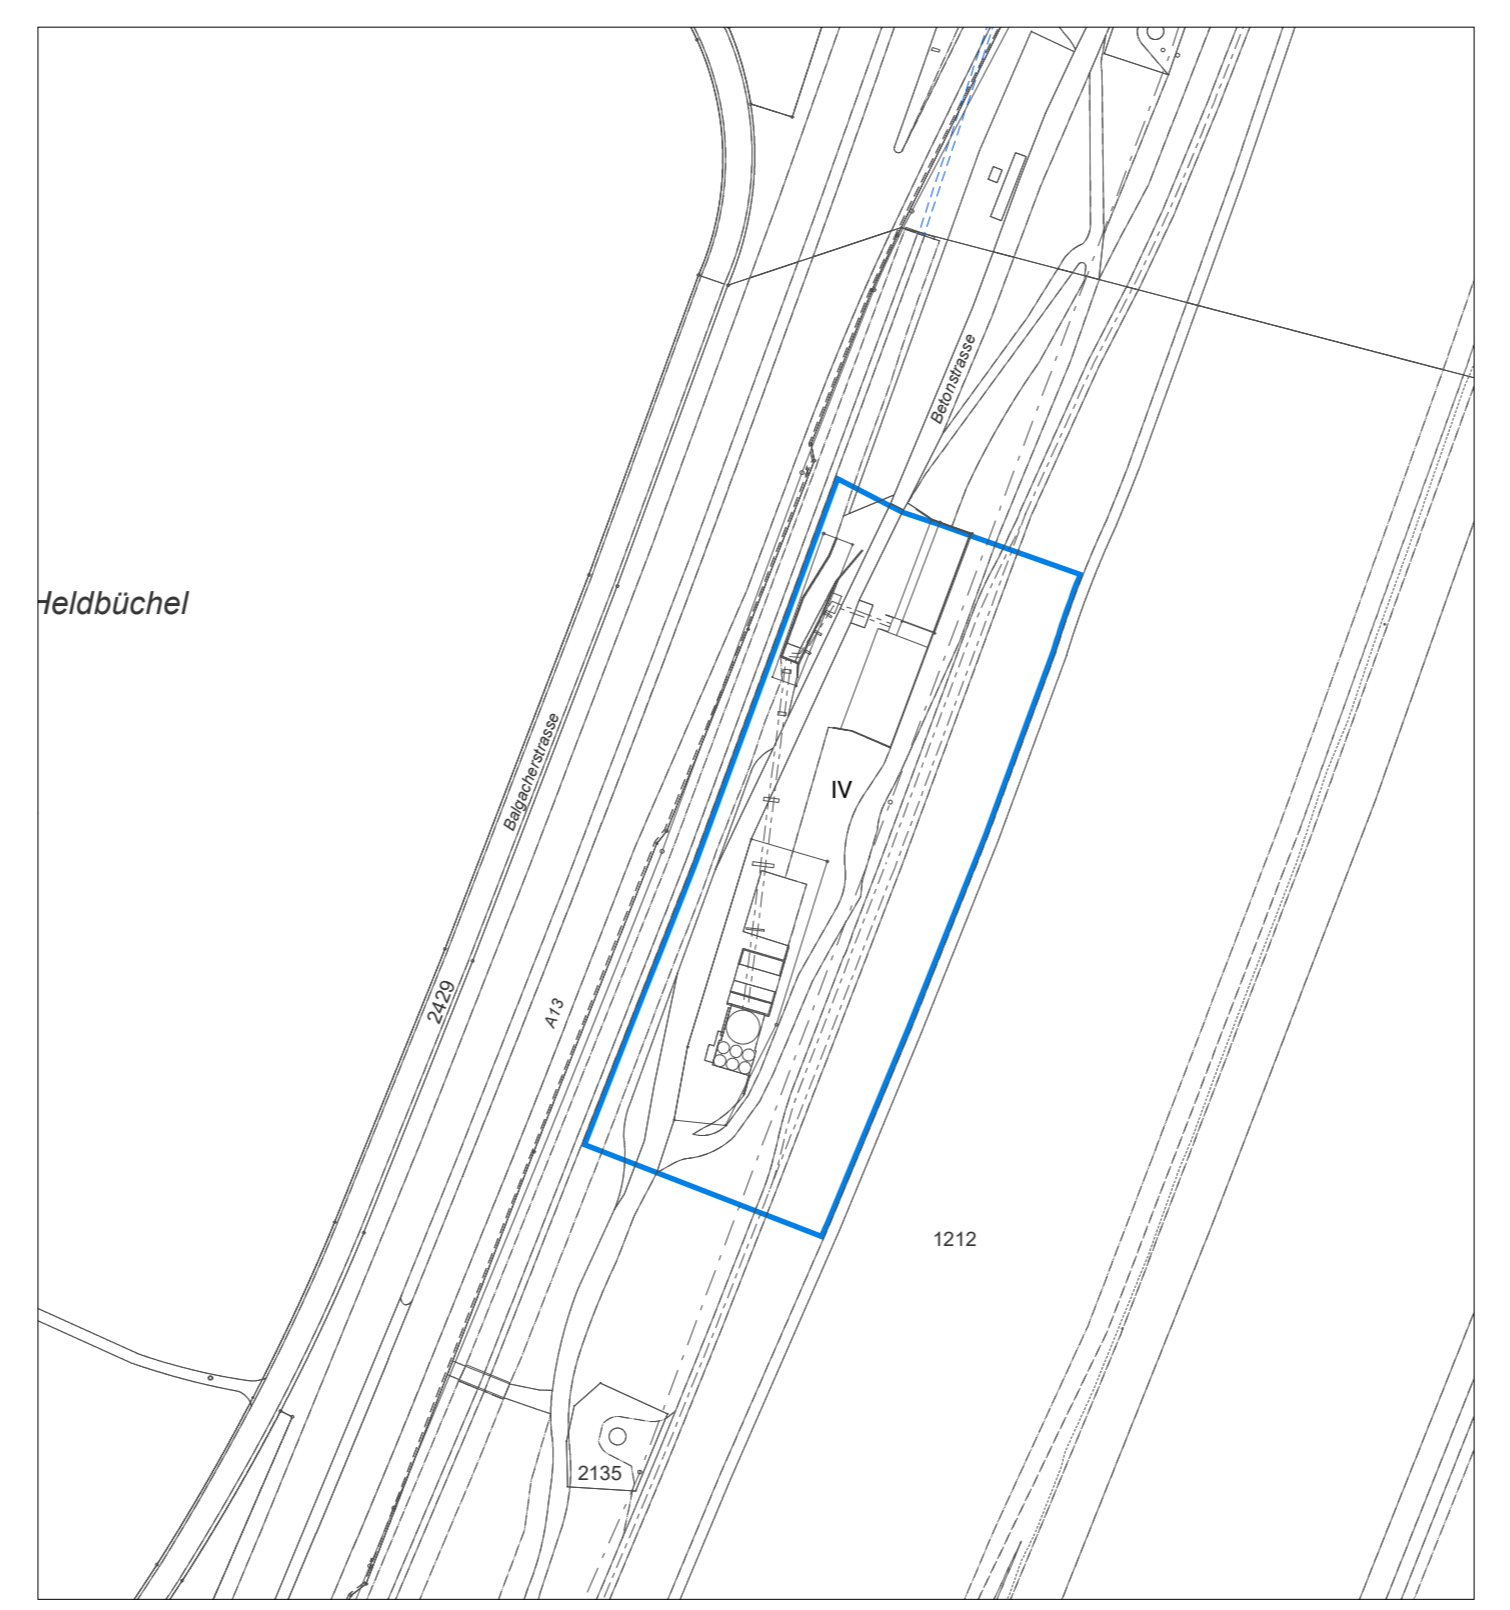 Betonstrasse
Heldbüchel
Balgacherstrasse
IV
2429
A13
1212
2135